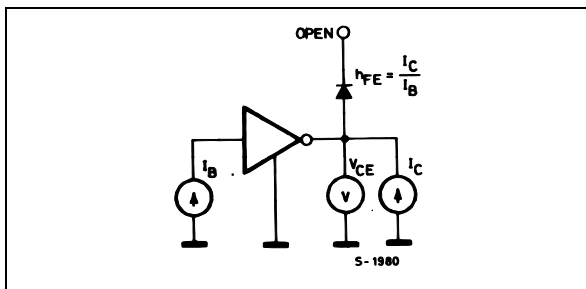 OPEN
hFE = IC
IB
IB
VCE
IC
V
S-1980